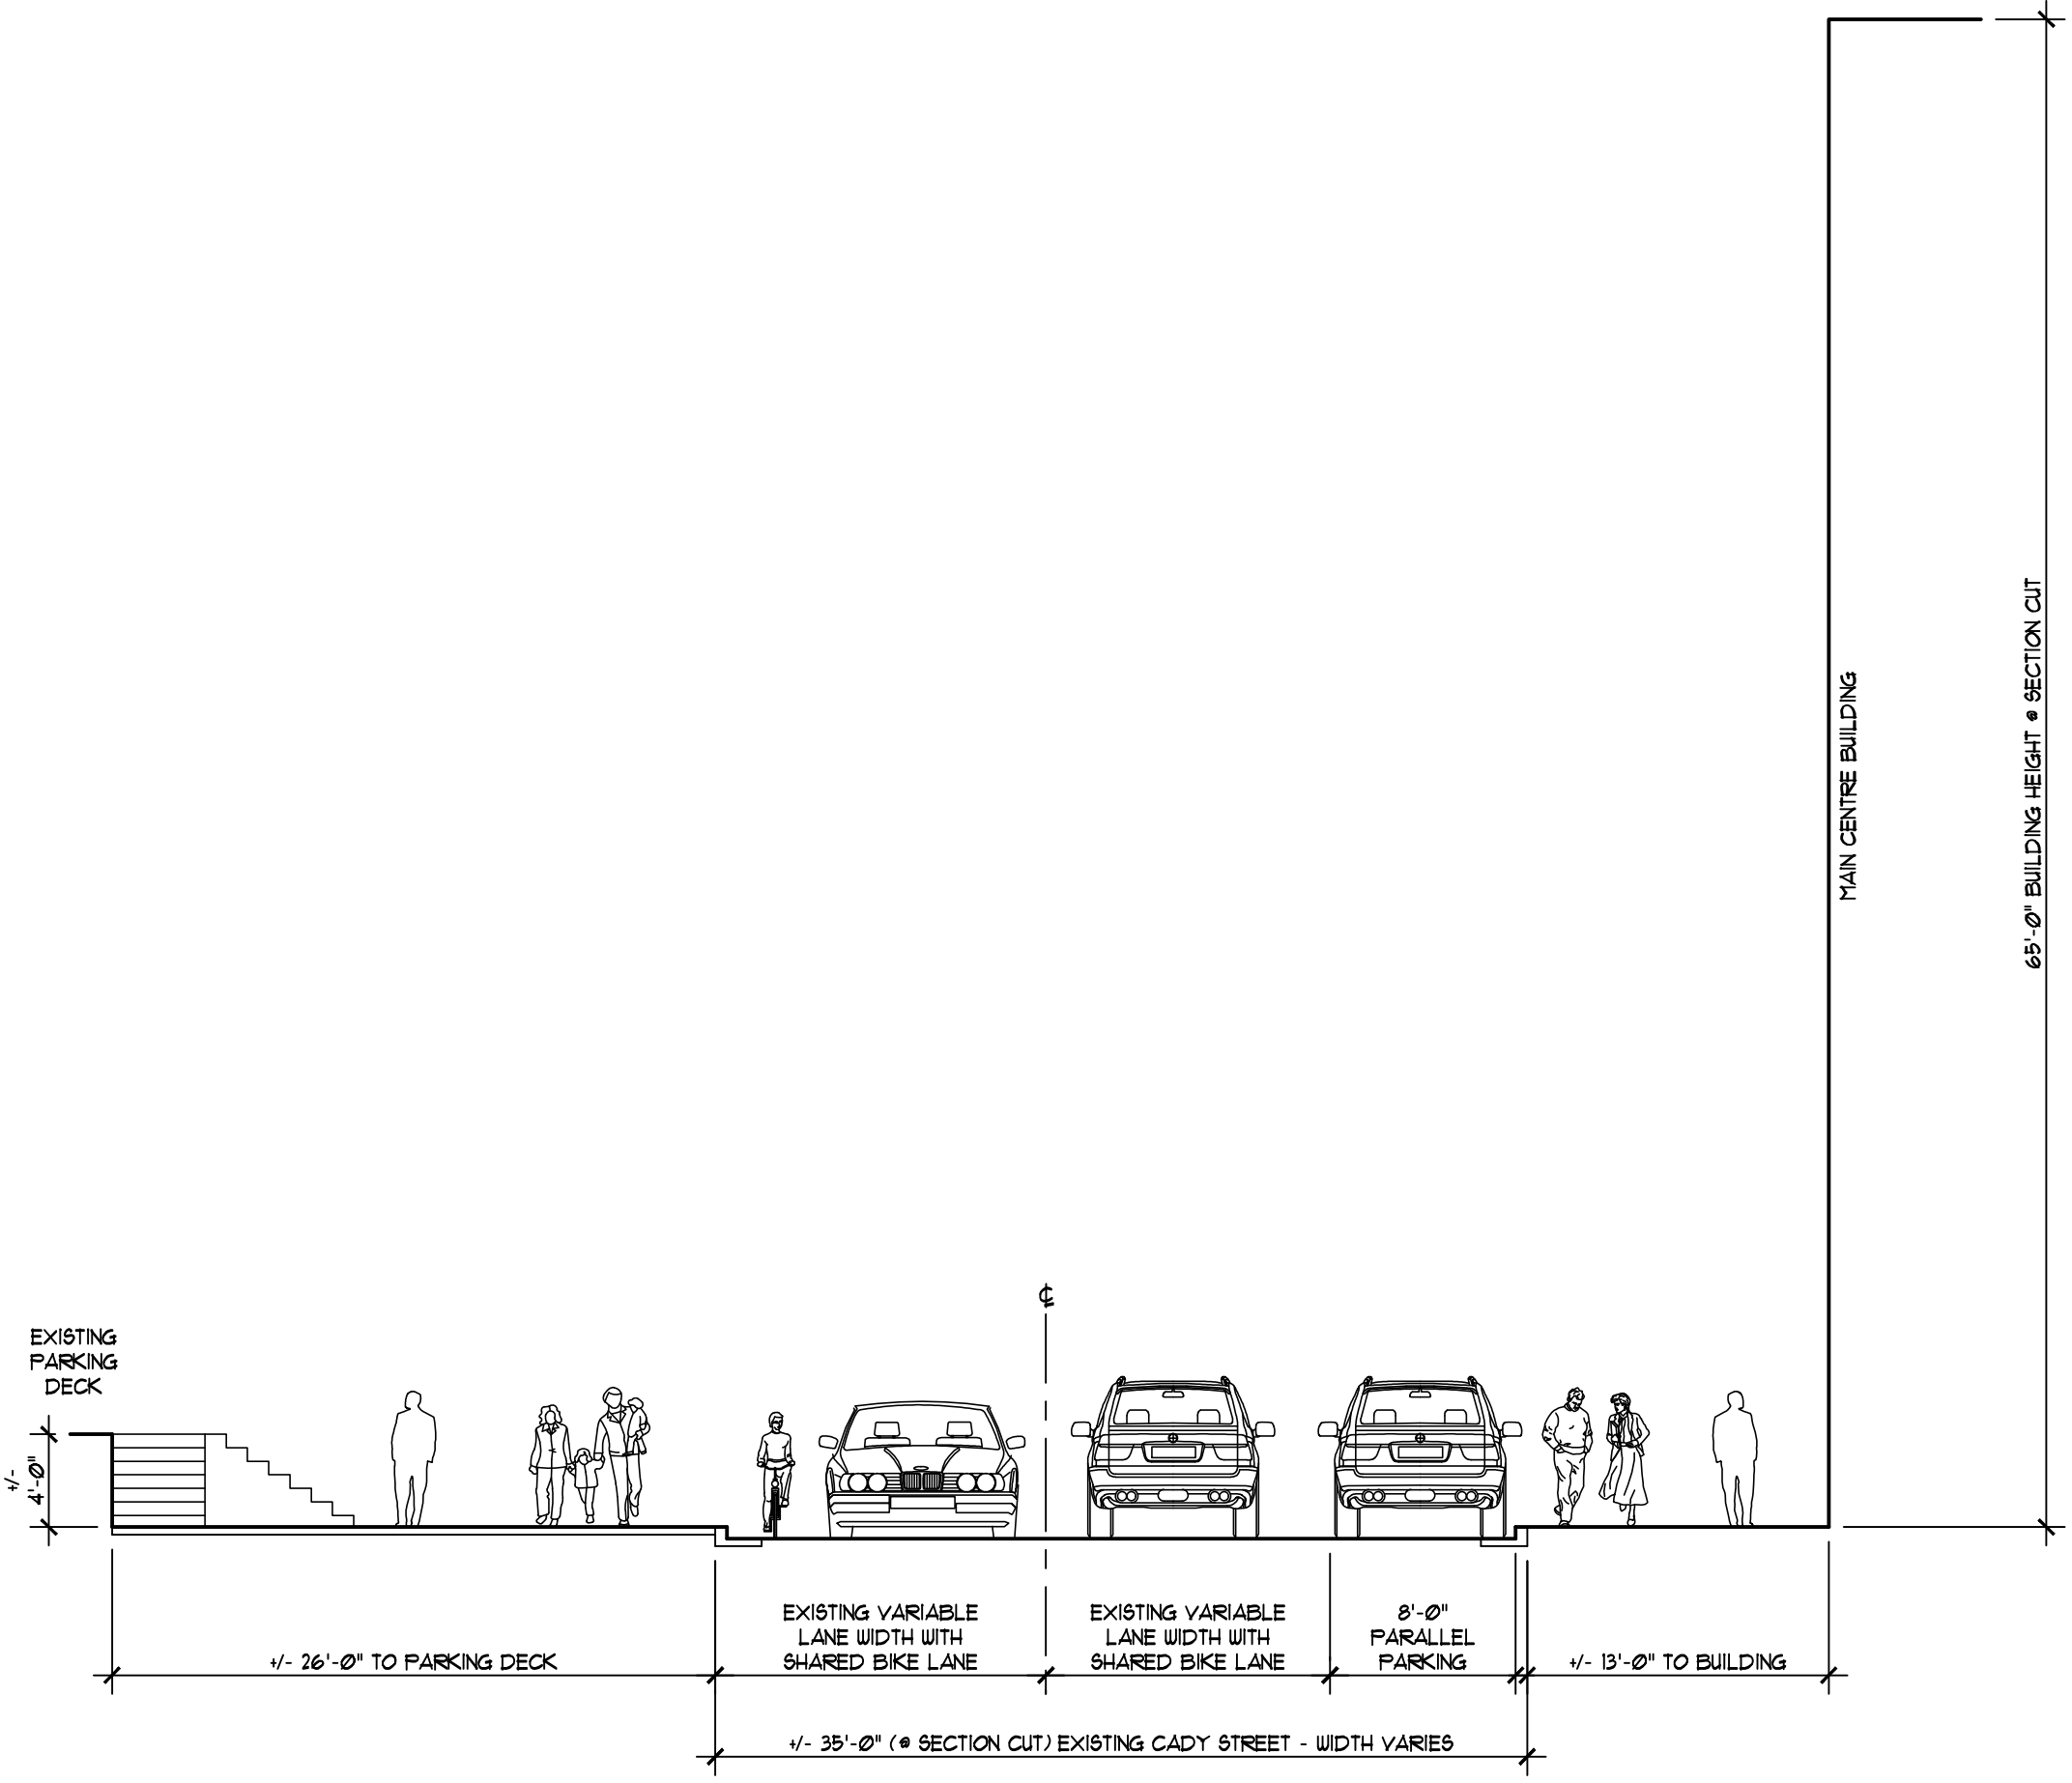 65'-0" BUILDING HEIGHT @ SECTION CUT
MAIN CENTRE BUILDING
℄
EXISTING
PARKING
DECK
+/-
4'-0"
EXISTING VARIABLE
LANE WIDTH WITH
SHARED BIKE LANE
EXISTING VARIABLE
LANE WIDTH WITH
SHARED BIKE LANE
8'-0"
PARALLEL
PARKING
+/- 26'-0" TO PARKING DECK
+/- 13'-0" TO BUILDING
+/- 35'-0" (@ SECTION CUT) EXISTING CADY STREET - WIDTH VARIES